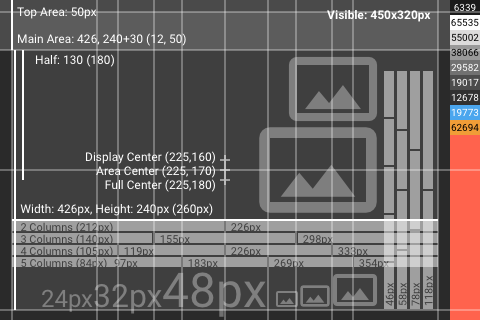 Top Area: 50px
Visible: 450x320px
Main Area: 426, 240+30 (12, 50)
Half: 130 (180)
6339
65535
55002
38066
29582
19017
12678
19773
62694
Display Center (225,160)
Area Center (225, 170)
Full Center (225,180)
Width: 426px, Height: 240px (260px)
2 Columns (212px) 226px
3 Columns (140px) 155px 298px
4 Columns (105px) 119px 226px 333px
5 Columns (84px) 97px 183px 269px 354px
24px 32px 48px
46px
58px
78px
118px